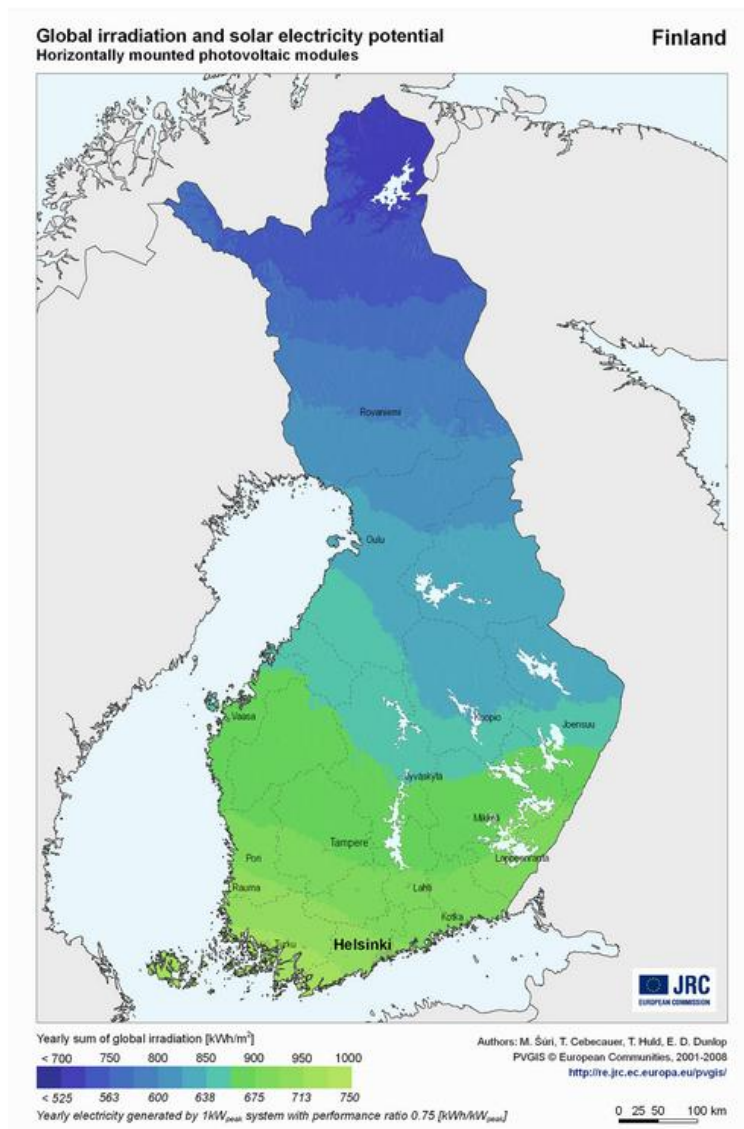 Global irradiation and solar electricity potential
Horizontally mounted photovoltaic modules
Finland
Rovaniemi
Oulu
Vaasa
Kuopio
Joensuu
Jyväskylä
Mikkeli
Tampere
Pori
Lappeenranta
Rauma
Lahti
Kotka
Turku
Helsinki
JRC
EUROPEAN COMMISSION
Yearly sum of global irradiation [kWh/m²]
< 700 750 800 850 900 950 1000
< 525 563 600 638 675 713 750
Yearly electricity generated by 1kWpeak system with performance ratio 0.75 [kWh/kWpeak]
Authors: M. Šúri, T. Cebecauer, T. Huld, E. D. Dunlop
PVGIS © European Communities, 2001-2008
http://re.jrc.ec.europa.eu/pvgis/
0 25 50 100 km